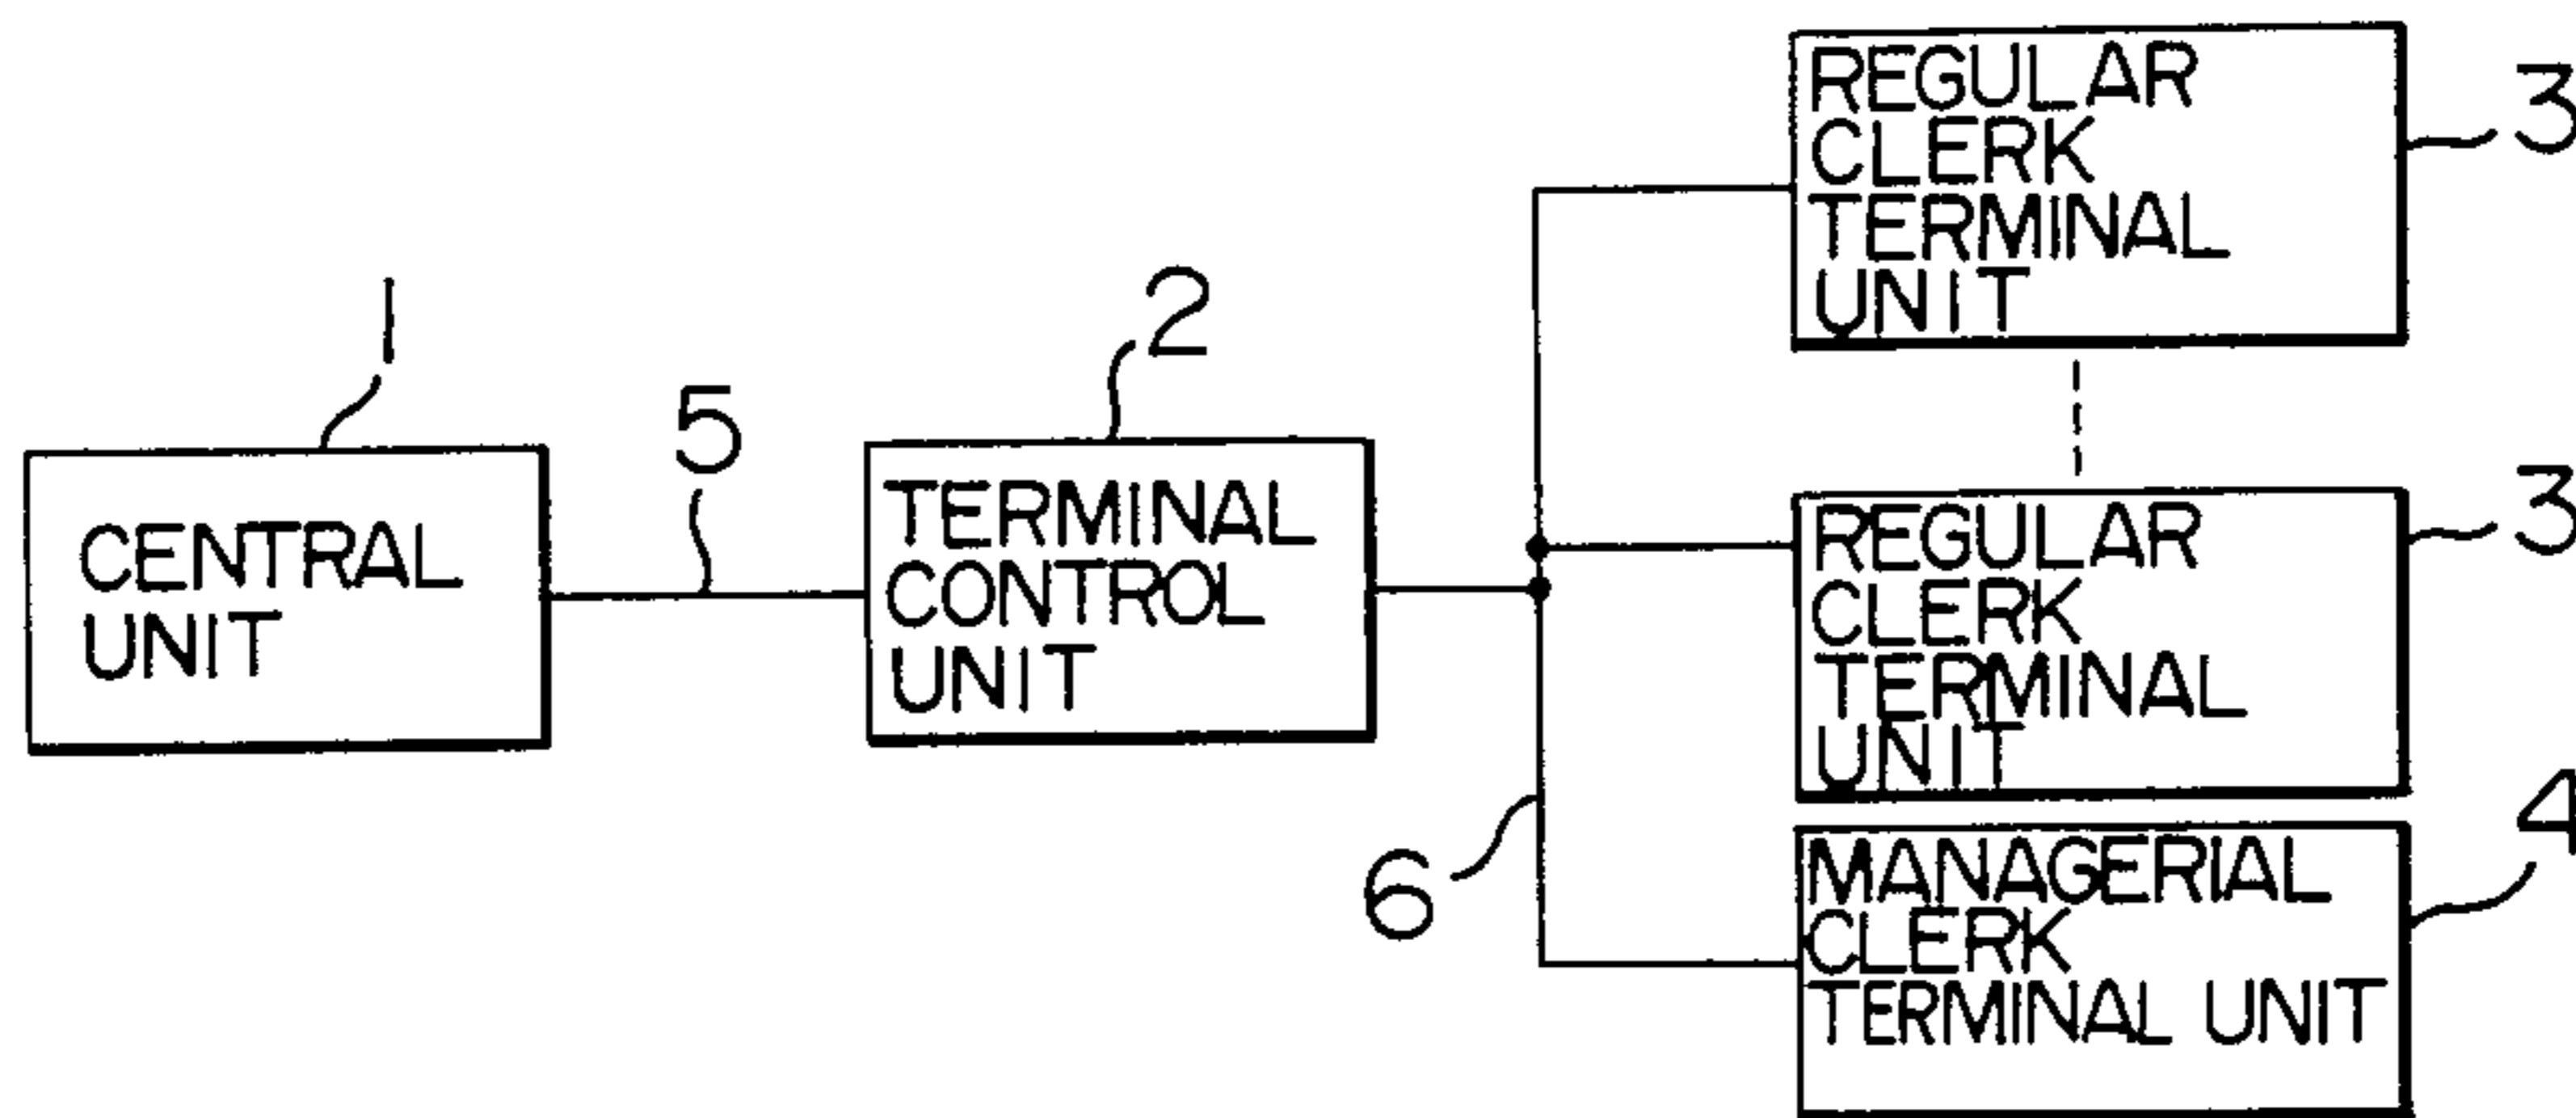 1
CENTRAL
UNIT
5
2
TERMINAL
CONTROL
UNIT
6
REGULAR
CLERK
TERMINAL
UNIT
3
REGULAR
CLERK
TERMINAL
UNIT
3
MANAGERIAL
CLERK
TERMINAL UNIT
4